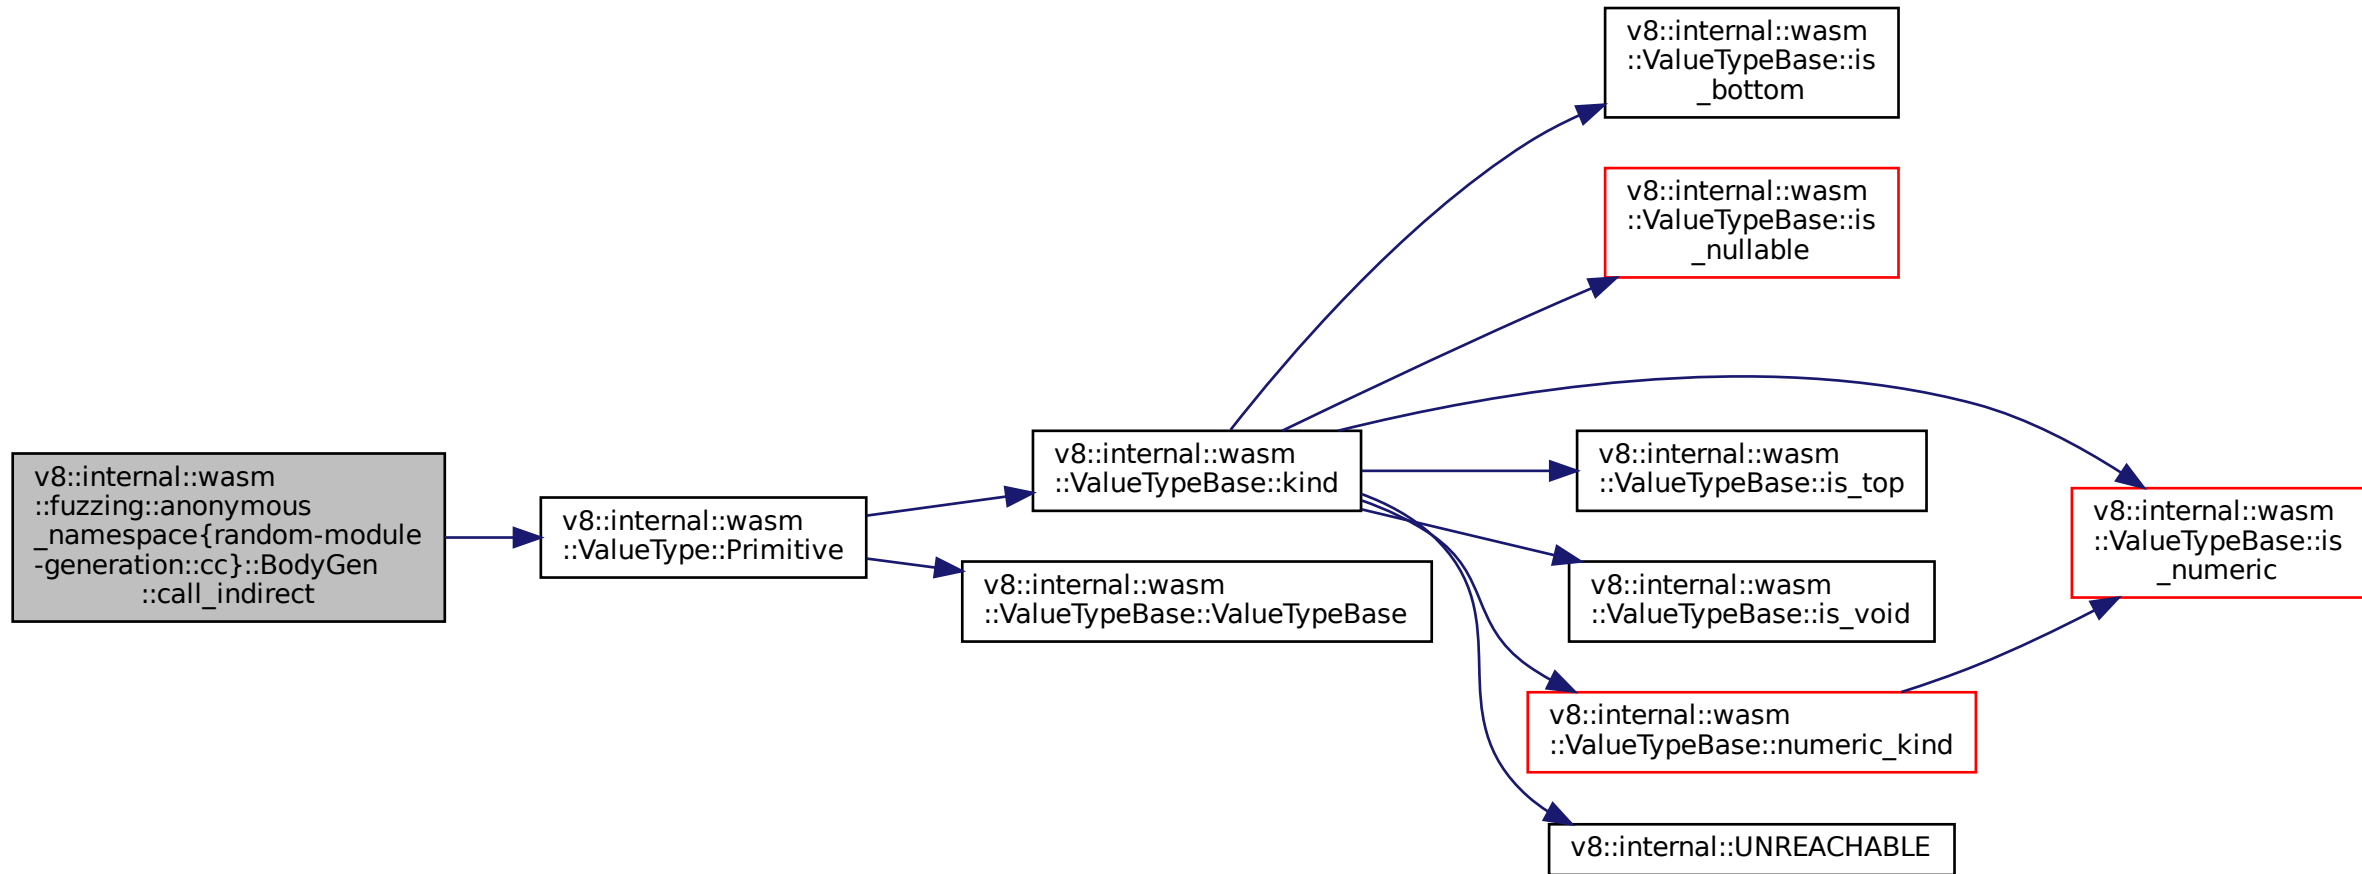 v8::internal::wasm
::fuzzing::anonymous
_namespace{random-module
-generation::cc}::BodyGen
::call_indirect
v8::internal::wasm
::ValueType::Primitive
v8::internal::wasm
::ValueTypeBase::kind
v8::internal::wasm
::ValueTypeBase::ValueTypeBase
v8::internal::wasm
::ValueTypeBase::is
_bottom
v8::internal::wasm
::ValueTypeBase::is
_nullable
v8::internal::wasm
::ValueTypeBase::is_top
v8::internal::wasm
::ValueTypeBase::is_void
v8::internal::wasm
::ValueTypeBase::numeric_kind
v8::internal::UNREACHABLE
v8::internal::wasm
::ValueTypeBase::is
_numeric